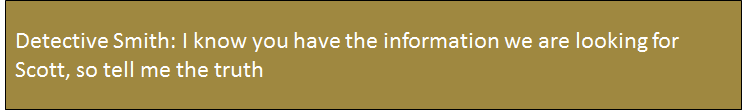 Detective Smith: I know you have the information we are looking for
Scott, so tell me the truth